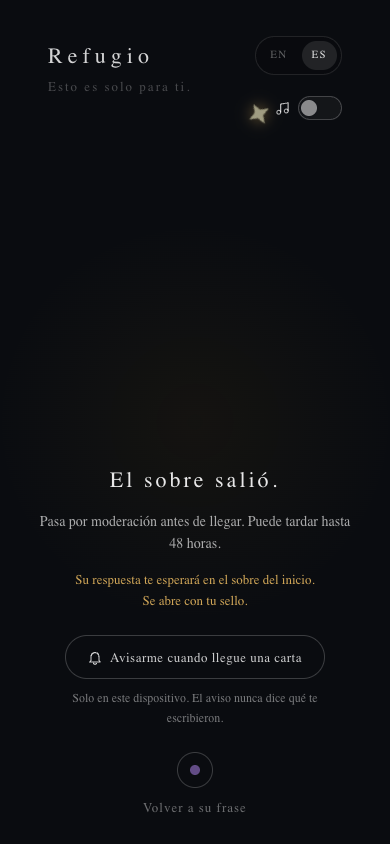 Refugio
EN ES
Esto es solo para ti.
El sobre salió.
Pasa por moderación antes de llegar. Puede tardar hasta
48 horas.
Su respuesta te esperará en el sobre del inicio.
Se abre con tu sello.
Avisarme cuando llegue una carta
Solo en este dispositivo. El aviso nunca dice qué te
escribieron.
Volver a su frase